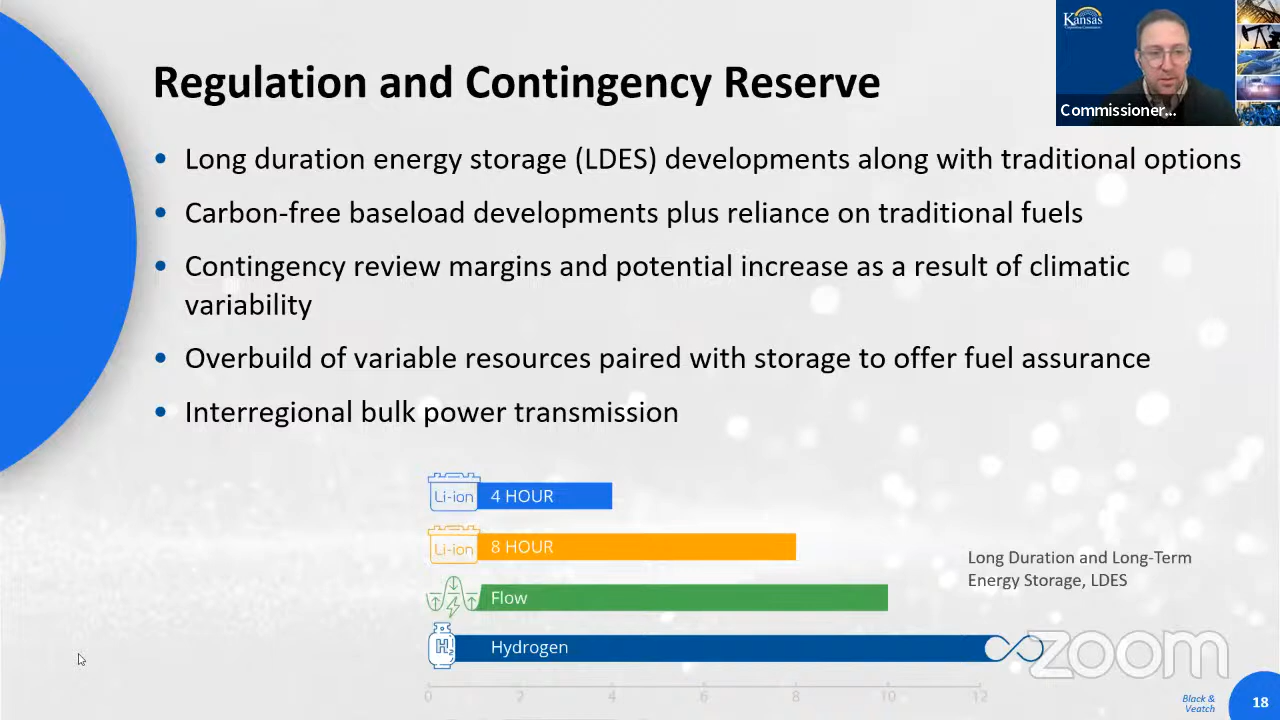 Regulation and Contingency Reserve
Kansas
Commissioner...
• Long duration energy storage (LDES) developments along with traditional options
• Carbon-free baseload developments plus reliance on traditional fuels
• Contingency review margins and potential increase as a result of climatic
variability
• Overbuild of variable resources paired with storage to offer fuel assurance
• Interregional bulk power transmission
Li-ion 4 HOUR
Li-ion 8 HOUR
Flow
H2 Hydrogen
Long Duration and Long-Term
Energy Storage, LDES
zoom
0 2 4 6 8 10 12
Black &
Veatch
18